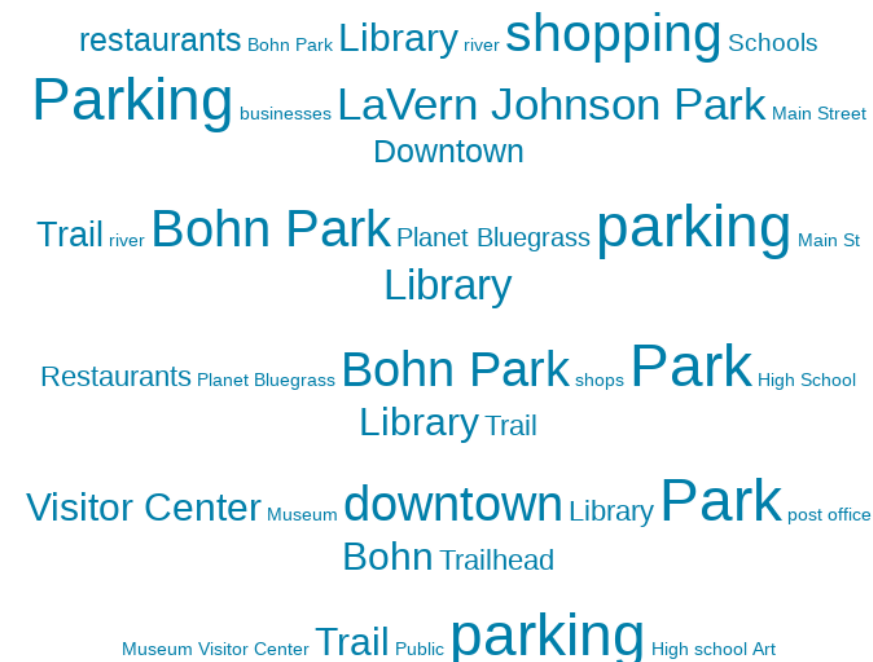 restaurants Bohn Park Library river shopping Schools
Parking businesses LaVern Johnson Park Main Street
Downtown
Trail river Bohn Park Planet Bluegrass parking Main St
Library
Restaurants Planet Bluegrass Bohn Park shops Park High School
Library Trail
Visitor Center Museum downtown Library Park post office
Bohn Trailhead
Museum Visitor Center Trail Public parking High school Art